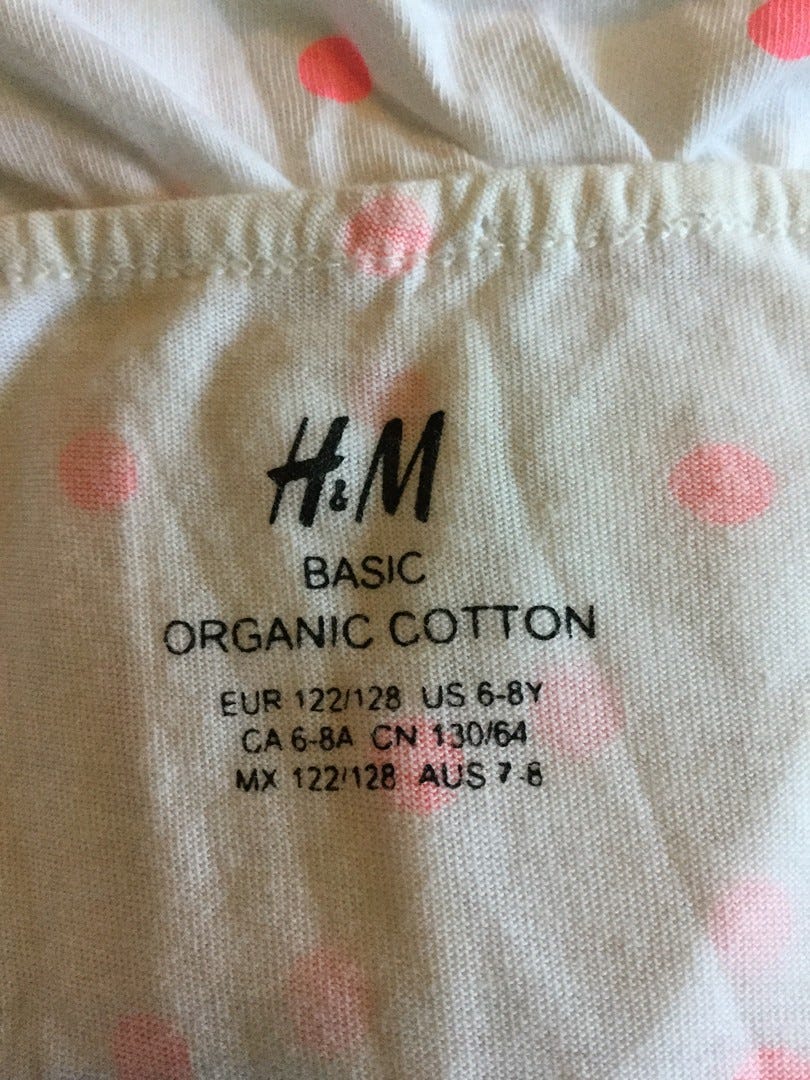 H&M
BASIC
ORGANIC COTTON
EUR 122/128 US 6-8Y
CA 6-8A CN 130/64
MX 122/128 AUS 7-8